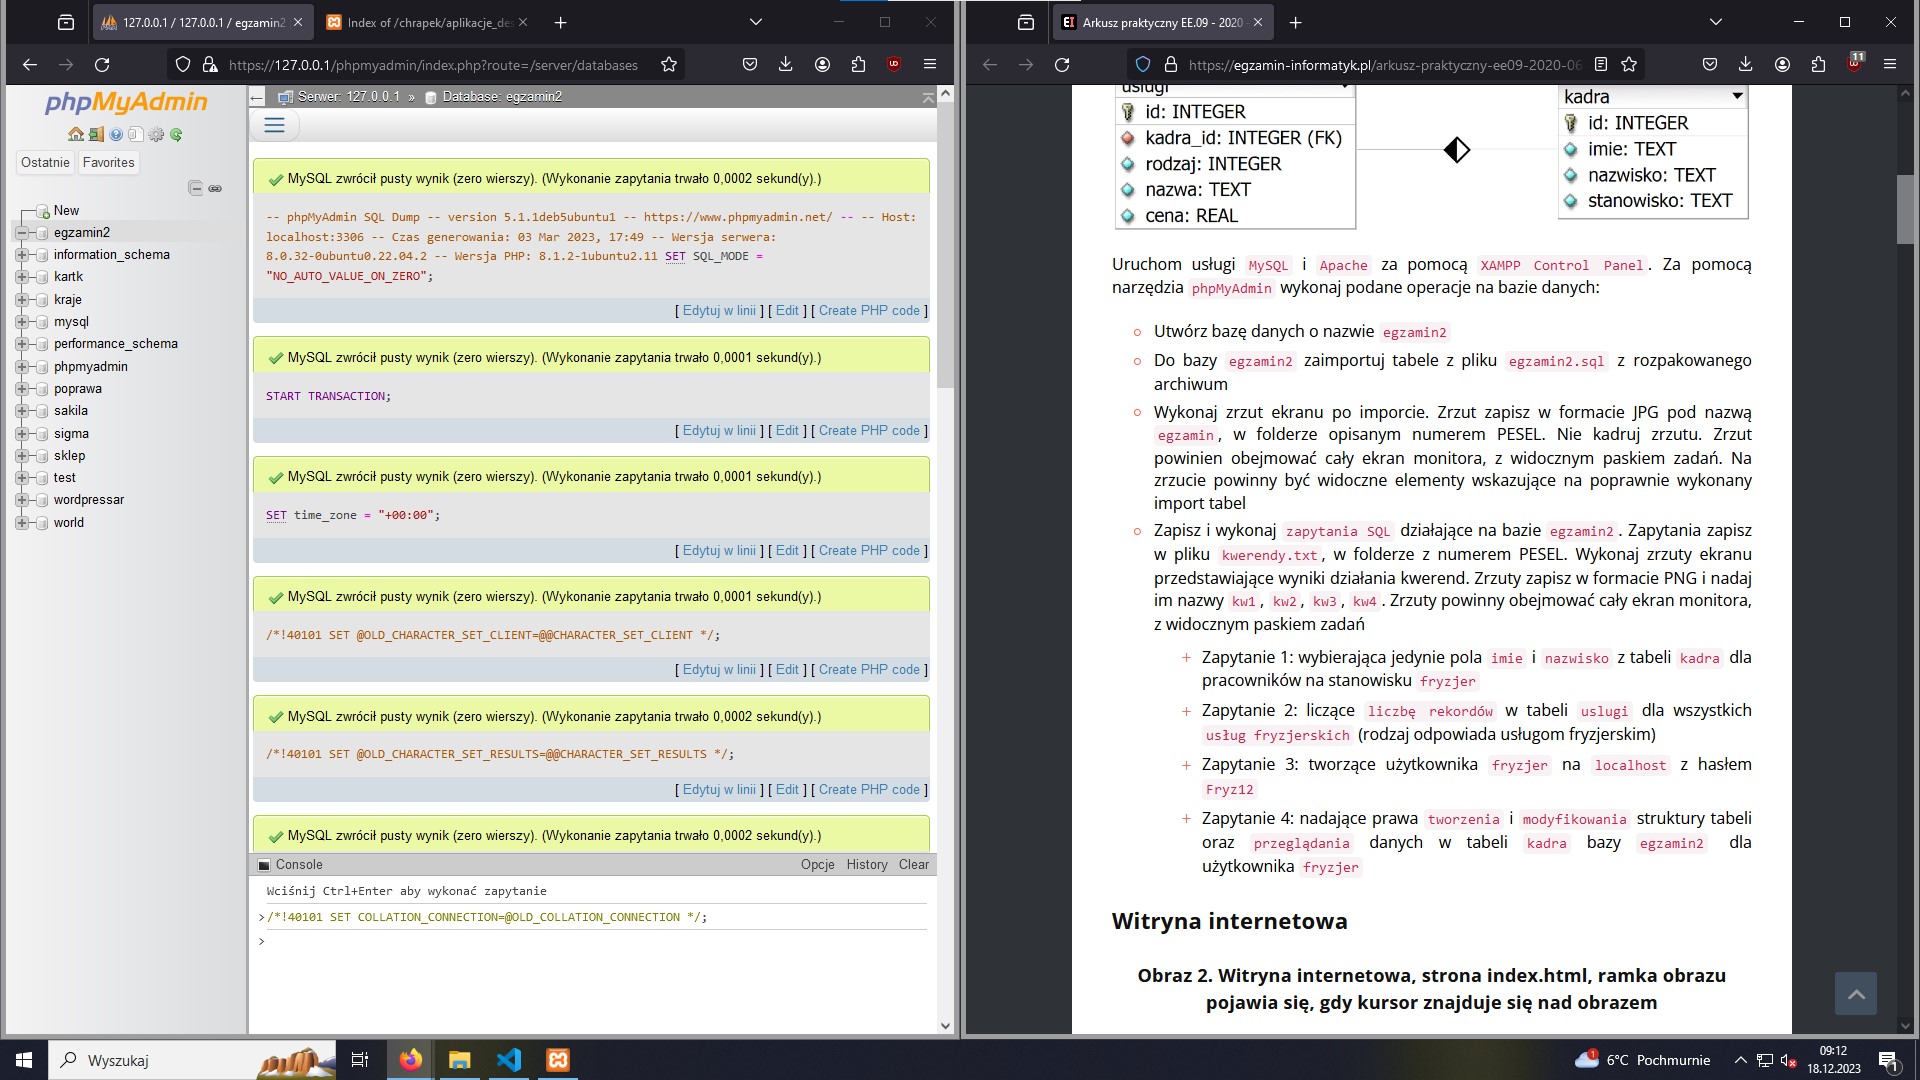 127.0.0.1 / 127.0.0.1 / egzamin2
Index of /chrapek/aplikacje_des
https://127.0.0.1/phpmyadmin/index.php?route=/server/databases
phpMyAdmin
Ostatnie
Favorites
New
egzamin2
information_schema
kartk
kraje
mysql
performance_schema
phpmyadmin
poprawa
sakila
sigma
sklep
test
wordpressar
world
Serwer: 127.0.0.1 » Database: egzamin2
MySQL zwrócił pusty wynik (zero wierszy). (Wykonanie zapytania trwało 0,0002 sekund(y).)
-- phpMyAdmin SQL Dump -- version 5.1.1deb5ubuntu1 -- https://www.phpmyadmin.net/ -- -- Host:
localhost:3306 -- Czas generowania: 03 Mar 2023, 17:49 -- Wersja serwera:
8.0.32-0ubuntu0.22.04.2 -- Wersja PHP: 8.1.2-1ubuntu2.11 SET SQL_MODE =
"NO_AUTO_VALUE_ON_ZERO";
[ Edytuj w linii ] [ Edit ] [ Create PHP code ]
MySQL zwrócił pusty wynik (zero wierszy). (Wykonanie zapytania trwało 0,0001 sekund(y).)
START TRANSACTION;
[ Edytuj w linii ] [ Edit ] [ Create PHP code ]
MySQL zwrócił pusty wynik (zero wierszy). (Wykonanie zapytania trwało 0,0001 sekund(y).)
SET time_zone = "+00:00";
[ Edytuj w linii ] [ Edit ] [ Create PHP code ]
MySQL zwrócił pusty wynik (zero wierszy). (Wykonanie zapytania trwało 0,0001 sekund(y).)
/*!40101 SET @OLD_CHARACTER_SET_CLIENT=@@CHARACTER_SET_CLIENT */;
[ Edytuj w linii ] [ Edit ] [ Create PHP code ]
MySQL zwrócił pusty wynik (zero wierszy). (Wykonanie zapytania trwało 0,0002 sekund(y).)
/*!40101 SET @OLD_CHARACTER_SET_RESULTS=@@CHARACTER_SET_RESULTS */;
[ Edytuj w linii ] [ Edit ] [ Create PHP code ]
MySQL zwrócił pusty wynik (zero wierszy). (Wykonanie zapytania trwało 0,0002 sekund(y).)
Console
Opcje History Clear
Wciśnij Ctrl+Enter aby wykonać zapytanie
>/*!40101 SET COLLATION_CONNECTION=@OLD_COLLATION_CONNECTION */;
>
Arkusz praktyczny EE.09 - 2020
https://egzamin-informatyk.pl/arkusz-praktyczny-ee09-2020-06
11
uslugi
id: INTEGER
kadra_id: INTEGER (FK)
rodzaj: INTEGER
nazwa: TEXT
cena: REAL
kadra
id: INTEGER
imie: TEXT
nazwisko: TEXT
stanowisko: TEXT
Uruchom usługi MySQL i Apache za pomocą XAMPP Control Panel. Za pomocą
narzędzia phpMyAdmin wykonaj podane operacje na bazie danych:
Utwórz bazę danych o nazwie egzamin2
Do bazy egzamin2 zaimportuj tabele z pliku egzamin2.sql z rozpakowanego
archiwum
Wykonaj zrzut ekranu po imporcie. Zrzut zapisz w formacie JPG pod nazwą
egzamin, w folderze opisanym numerem PESEL. Nie kadruj zrzutu. Zrzut
powinien obejmować cały ekran monitora, z widocznym paskiem zadań. Na
zrzucie powinny być widoczne elementy wskazujące na poprawnie wykonany
import tabel
Zapisz i wykonaj zapytania SQL działające na bazie egzamin2. Zapytania zapisz
w pliku kwerendy.txt, w folderze z numerem PESEL. Wykonaj zrzuty ekranu
przedstawiające wyniki działania kwerend. Zrzuty zapisz w formacie PNG i nadaj
im nazwy kw1, kw2, kw3, kw4. Zrzuty powinny obejmować cały ekran monitora,
z widocznym paskiem zadań
+ Zapytanie 1: wybierająca jedynie pola imie i nazwisko z tabeli kadra dla
pracowników na stanowisku fryzjer
+ Zapytanie 2: liczące liczbę rekordów w tabeli uslugi dla wszystkich
usług fryzjerskich (rodzaj odpowiada usługom fryzjerskim)
+ Zapytanie 3: tworzące użytkownika fryzjer na localhost z hasłem
Fryz12
+ Zapytanie 4: nadające prawa tworzenia i modyfikowania struktury tabeli
oraz przeglądania danych w tabeli kadra bazy egzamin2 dla
użytkownika fryzjer
Witryna internetowa
Obraz 2. Witryna internetowa, strona index.html, ramka obrazu
pojawia się, gdy kursor znajduje się nad obrazem
Wyszukaj
1
6°C Pochmurnie
09:12
18.12.2023
1